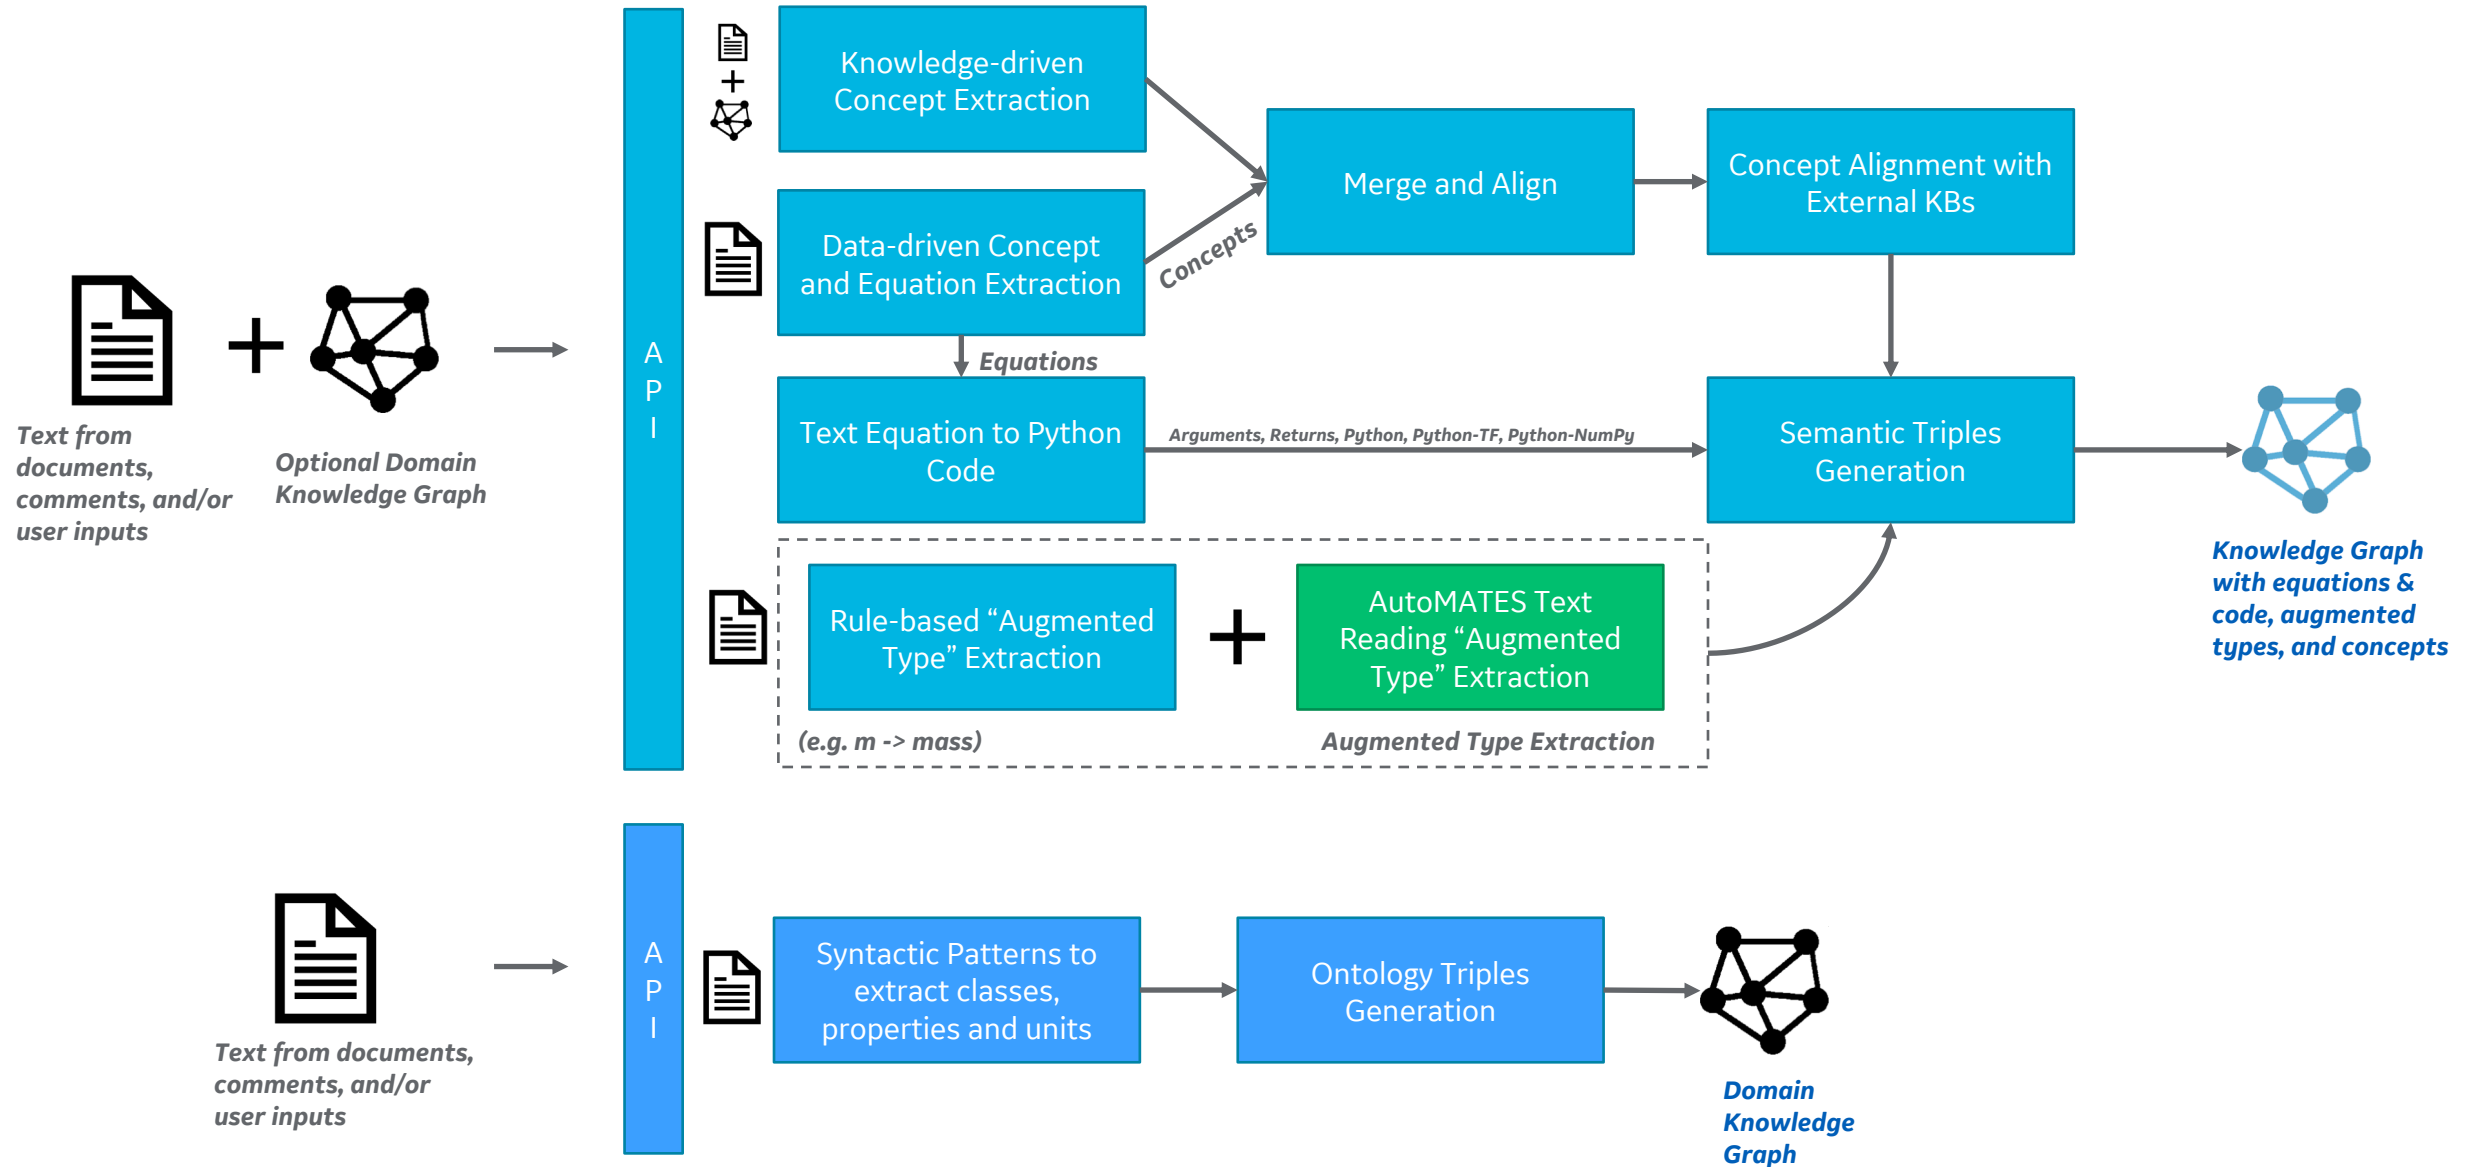 Text from
documents,
comments, and/or
user inputs
Optional Domain
Knowledge Graph
A
P
I
Knowledge-driven
Concept Extraction
Data-driven Concept
and Equation Extraction
Concepts
Merge and Align
Concept Alignment with
External KBs
Equations
Text Equation to Python
Code
Arguments, Returns, Python, Python-TF, Python-NumPy
Semantic Triples
Generation
Rule-based “Augmented
Type” Extraction
(e.g. m -> mass)
AutoMATES Text
Reading “Augmented
Type” Extraction
Augmented Type Extraction
Knowledge Graph
with equations &
code, augmented
types, and concepts
Text from documents,
comments, and/or
user inputs
A
P
I
Syntactic Patterns to
extract classes,
properties and units
Ontology Triples
Generation
Domain
Knowledge
Graph